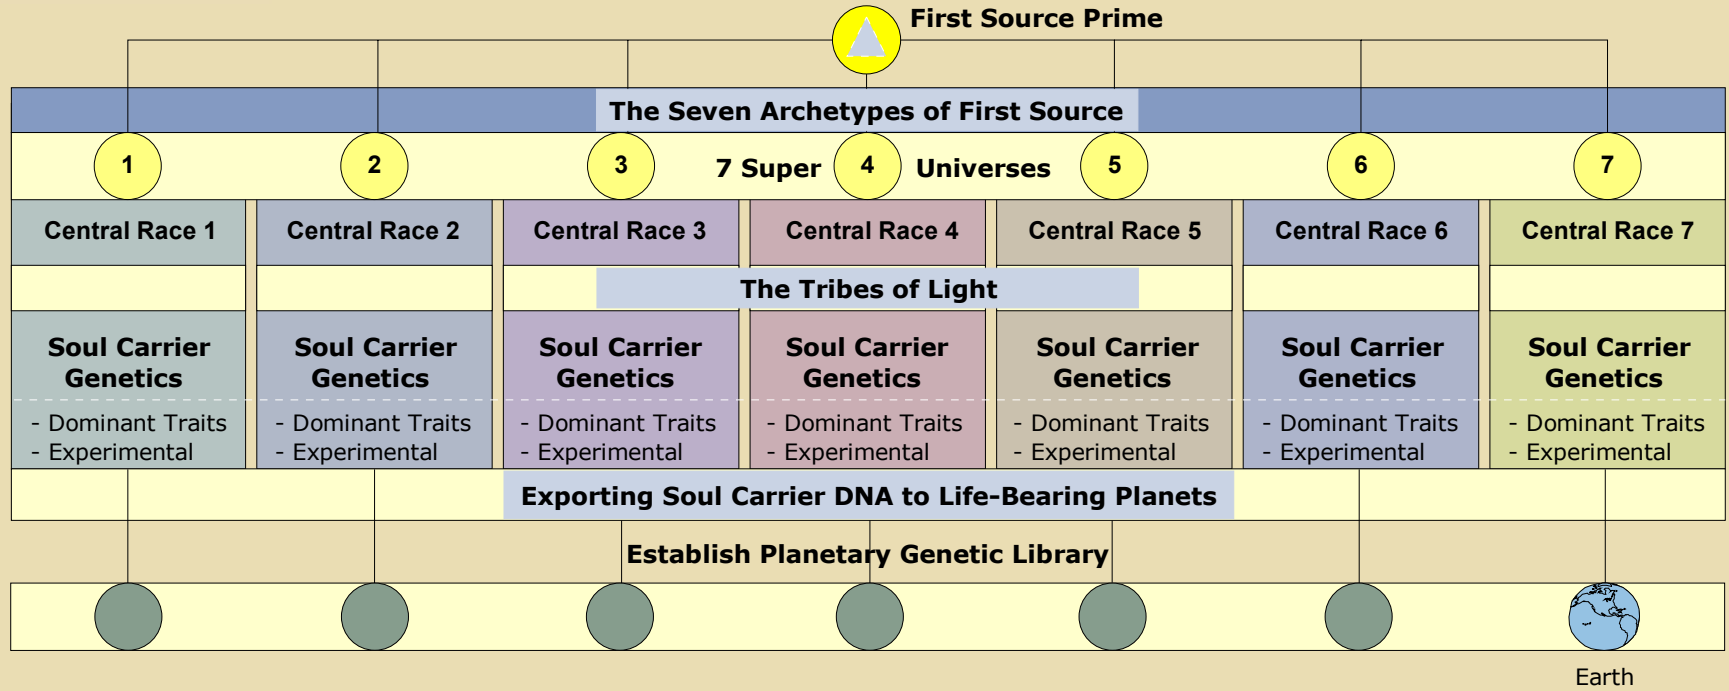 First Source Prime
The Seven Archetypes of First Source
1 2 3 7 Super 4 Universes 5 6 7
Central Race 1 Central Race 2 Central Race 3 Central Race 4 Central Race 5 Central Race 6 Central Race 7
The Tribes of Light
Soul Carrier Soul Carrier Soul Carrier Soul Carrier Soul Carrier Soul Carrier Soul Carrier
Genetics Genetics Genetics Genetics Genetics Genetics Genetics
- Dominant Traits - Dominant Traits - Dominant Traits - Dominant Traits - Dominant Traits - Dominant Traits - Dominant Traits
- Experimental - Experimental - Experimental - Experimental - Experimental - Experimental - Experimental
Exporting Soul Carrier DNA to Life-Bearing Planets
Establish Planetary Genetic Library
Earth